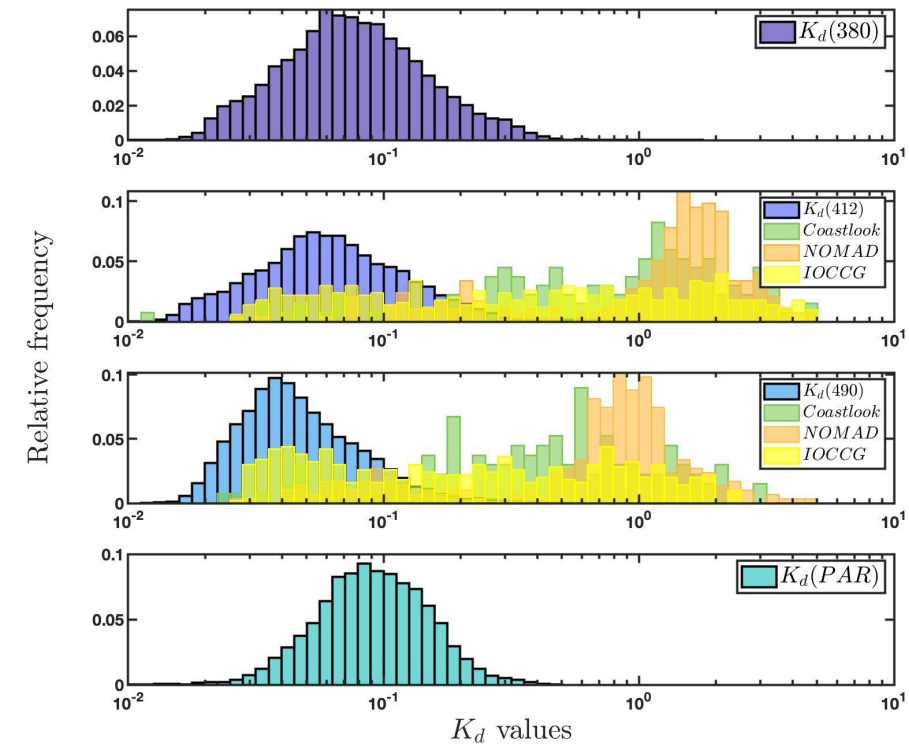 Relative frequency
K_d(380)
0.06
0.04
0.02
0
10^-2 10^-1 10^0 10^1
K_d(412)
Coastlook
NOMAD
IOCCG
0.1
0.05
0
10^-2 10^-1 10^0 10^1
K_d(490)
Coastlook
NOMAD
IOCCG
0.1
0.05
0
10^-2 10^-1 10^0 10^1
K_d(PAR)
0.1
0.05
0
10^-2 10^-1 10^0 10^1
K_d values